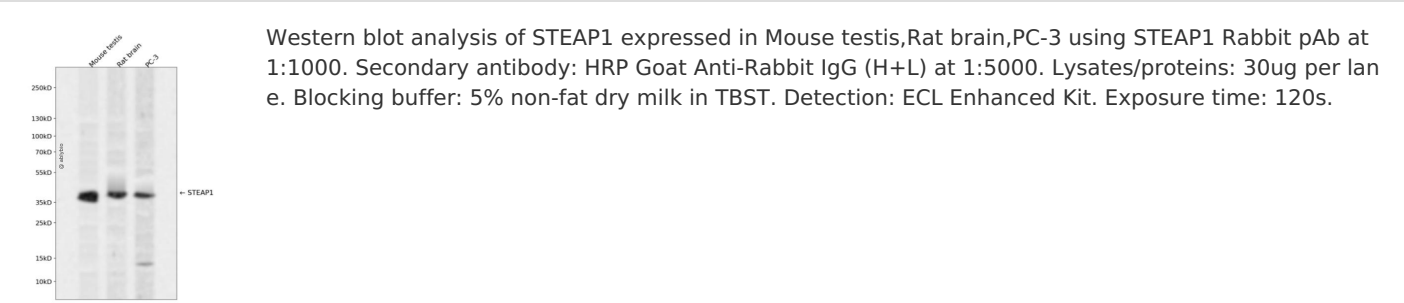 Mouse testis
Rat brain
PC-3
250kD
130kD
100kD
70kD
55kD
35kD
25kD
15kD
10kD
← STEAP1
Western blot analysis of STEAP1 expressed in Mouse testis,Rat brain,PC-3 using STEAP1 Rabbit pAb at
1:1000. Secondary antibody: HRP Goat Anti-Rabbit IgG (H+L) at 1:5000. Lysates/proteins: 30ug per lan
e. Blocking buffer: 5% non-fat dry milk in TBST. Detection: ECL Enhanced Kit. Exposure time: 120s.